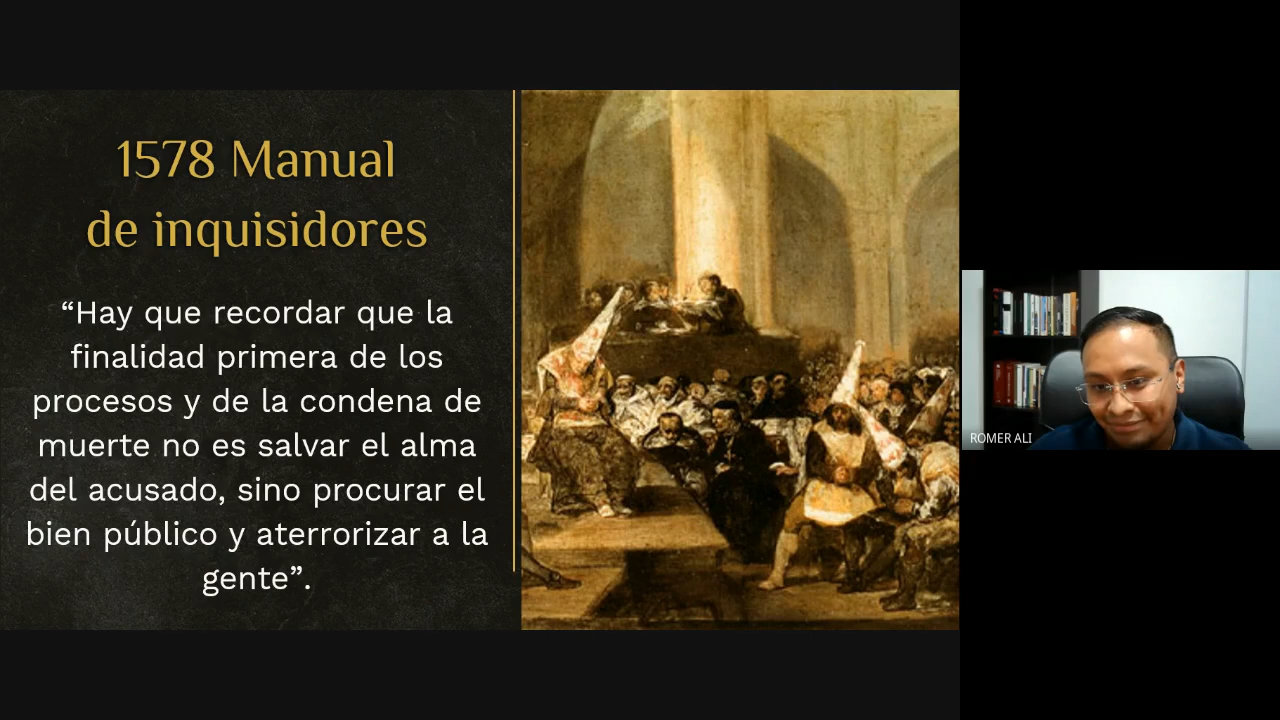 1578 Manual
de inquisidores
“Hay que recordar que la
finalidad primera de los
procesos y de la condena de
muerte no es salvar el alma
del acusado, sino procurar el
bien público y aterrorizar a la
gente”.
ROMER ALI